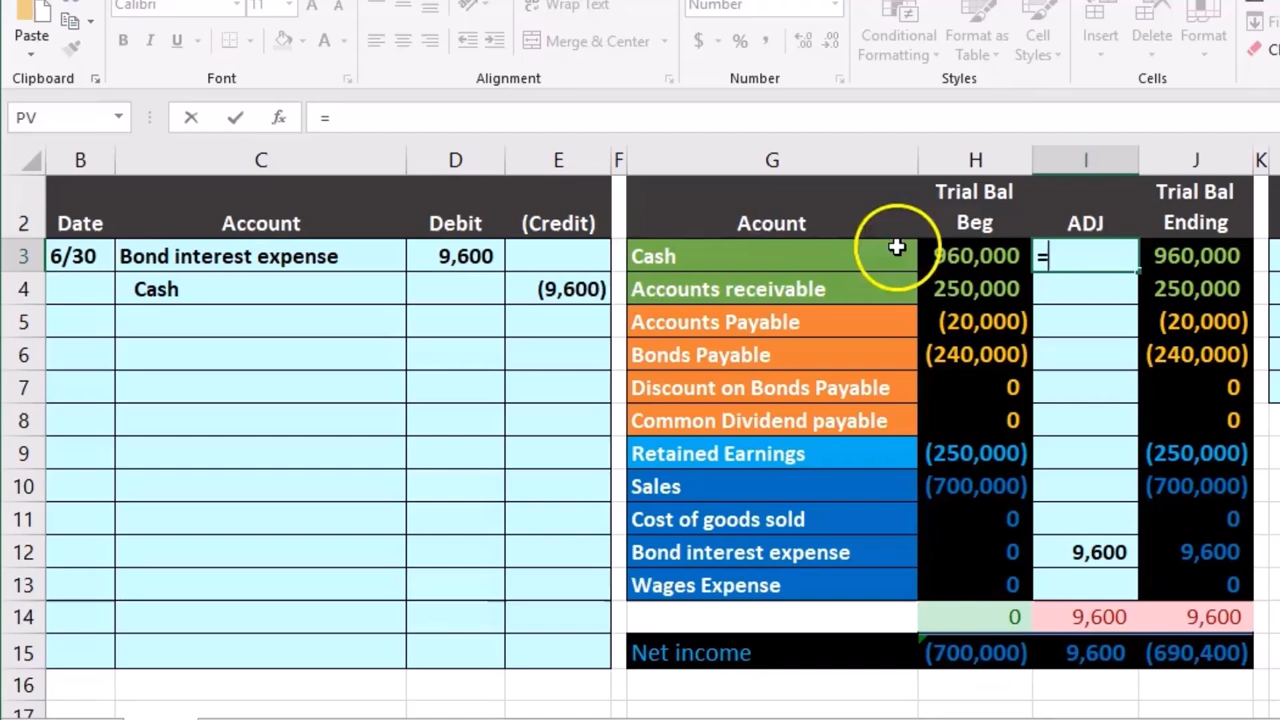 Calibri 11 Wrap Text Number
Paste
B I U A Merge & Center $ % , Conditional Formatting Format as Table Cell Styles Insert Delete Format
Clipboard Font Alignment Number Styles Cells
PV fx =
B C D E F G H I J K
2 Date Account Debit (Credit) Acount Trial Bal Beg ADJ Trial Bal Ending
3 6/30 Bond interest expense 9,600 Cash 960,000 = 960,000
4 Cash (9,600) Accounts receivable 250,000 250,000
5 Accounts Payable (20,000) (20,000)
6 Bonds Payable (240,000) (240,000)
7 Discount on Bonds Payable 0 0
8 Common Dividend payable 0 0
9 Retained Earnings (250,000) (250,000)
10 Sales (700,000) (700,000)
11 Cost of goods sold 0 0
12 Bond interest expense 0 9,600 9,600
13 Wages Expense 0 0
14 0 9,600 9,600
15 Net income (700,000) 9,600 (690,400)
16
17